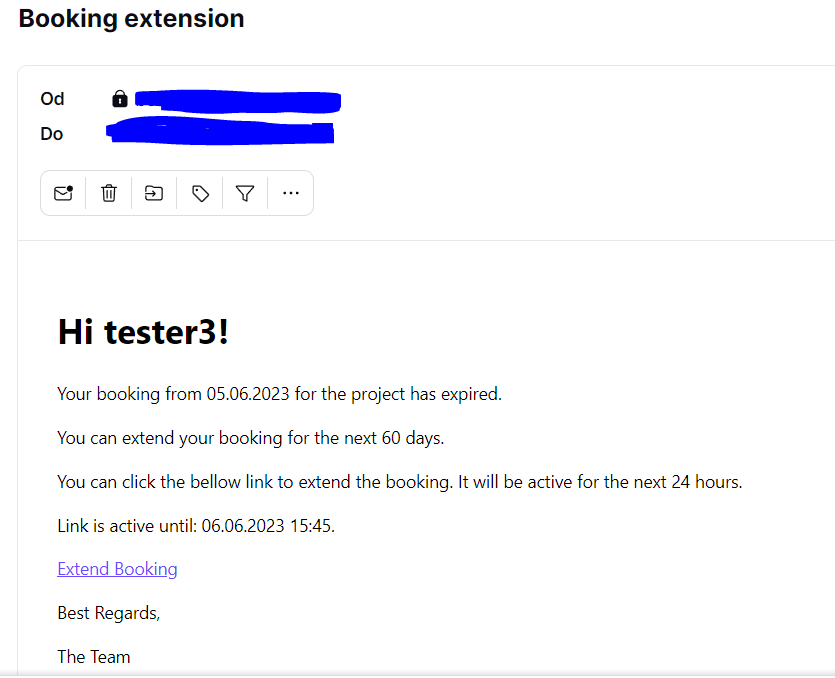 Booking extension
Od
Do
Hi tester3!
Your booking from 05.06.2023 for the project has expired.
You can extend your booking for the next 60 days.
You can click the bellow link to extend the booking. It will be active for the next 24 hours.
Link is active until: 06.06.2023 15:45.
Extend Booking
Best Regards,
The Team